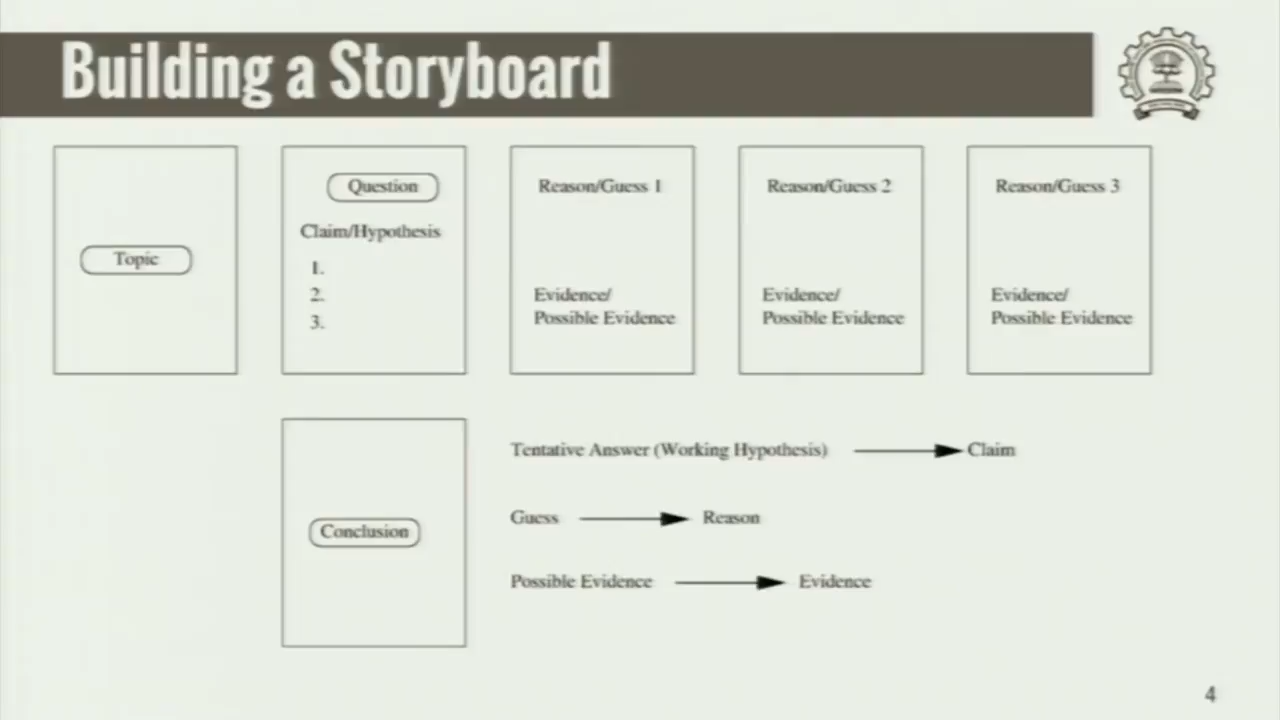 Building a Storyboard
Topic
Question
Claim/Hypothesis
1.
2.
3.
Reason/Guess 1
Evidence/
Possible Evidence
Reason/Guess 2
Evidence/
Possible Evidence
Reason/Guess 3
Evidence/
Possible Evidence
Conclusion
Tentative Answer (Working Hypothesis) Claim
Guess Reason
Possible Evidence Evidence
4